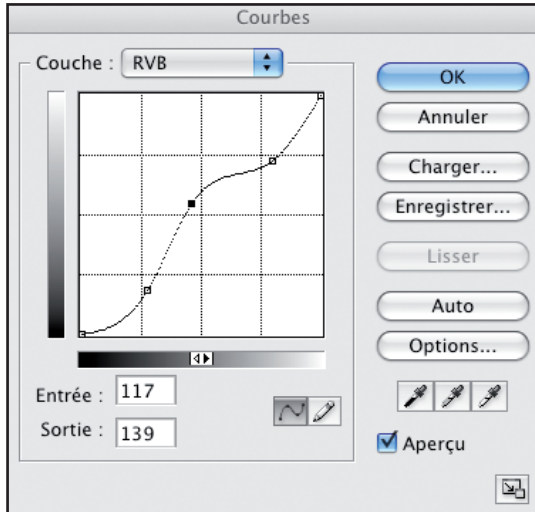 Courbes
Couche : RVB
OK
Annuler
Charger...
Enregistrer...
Lisser
Auto
Options...
Entrée : 117
Sortie : 139
Aperçu